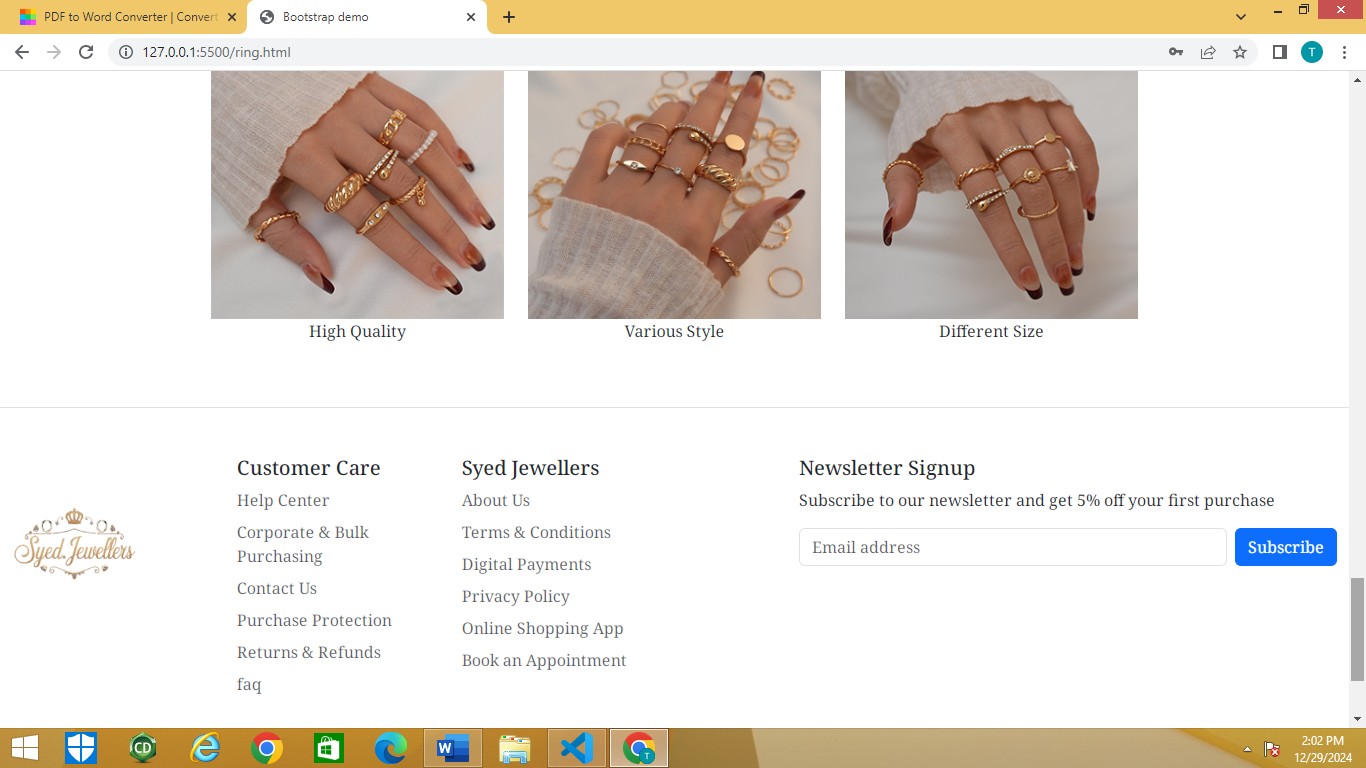 PDF to Word Converter | Convert
Bootstrap demo
127.0.0.1:5500/ring.html
T
High Quality
Various Style
Different Size
Syed Jewellers
Customer Care
Help Center
Corporate & Bulk
Purchasing
Contact Us
Purchase Protection
Returns & Refunds
faq
Syed Jewellers
About Us
Terms & Conditions
Digital Payments
Privacy Policy
Online Shopping App
Book an Appointment
Newsletter Signup
Subscribe to our newsletter and get 5% off your first purchase
Email address
Subscribe
CD
W
T
2:02 PM
12/29/2024